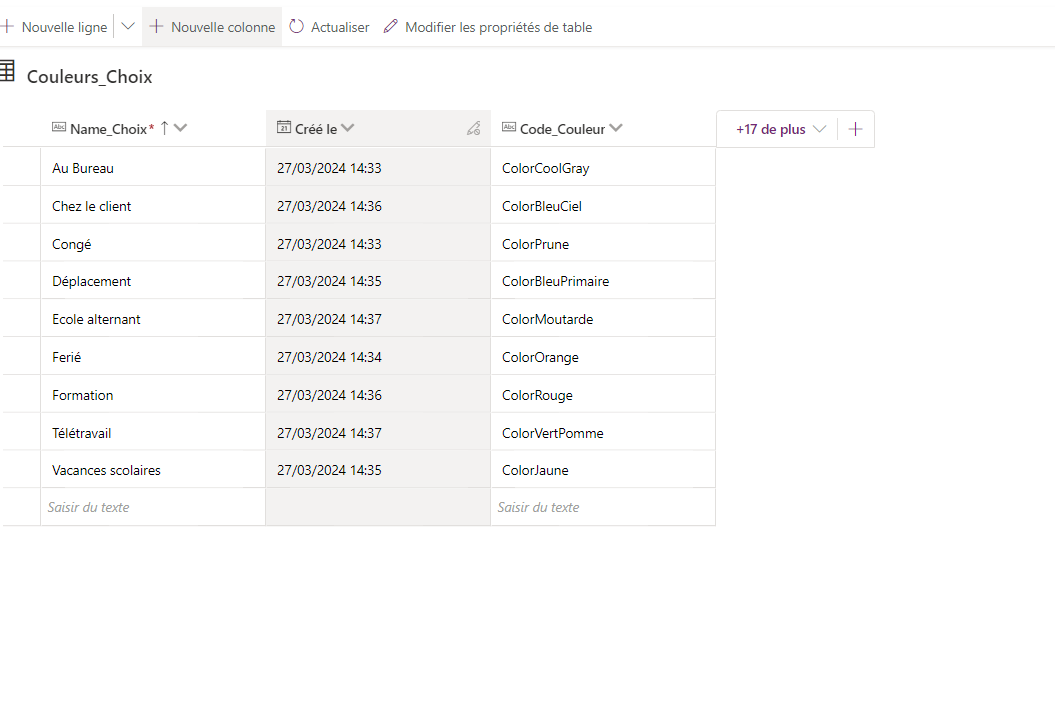 Nouvelle ligne Nouvelle colonne Actualiser Modifier les propriétés de table
Couleurs_Choix
Abc Name_Choix* 21 Créé le Abc Code_Couleur +17 de plus
Au Bureau 27/03/2024 14:33 ColorCoolGray
Chez le client 27/03/2024 14:36 ColorBleuCiel
Congé 27/03/2024 14:33 ColorPrune
Déplacement 27/03/2024 14:35 ColorBleuPrimaire
Ecole alternant 27/03/2024 14:37 ColorMoutarde
Ferié 27/03/2024 14:34 ColorOrange
Formation 27/03/2024 14:36 ColorRouge
Télétravail 27/03/2024 14:37 ColorVertPomme
Vacances scolaires 27/03/2024 14:35 ColorJaune
Saisir du texte Saisir du texte